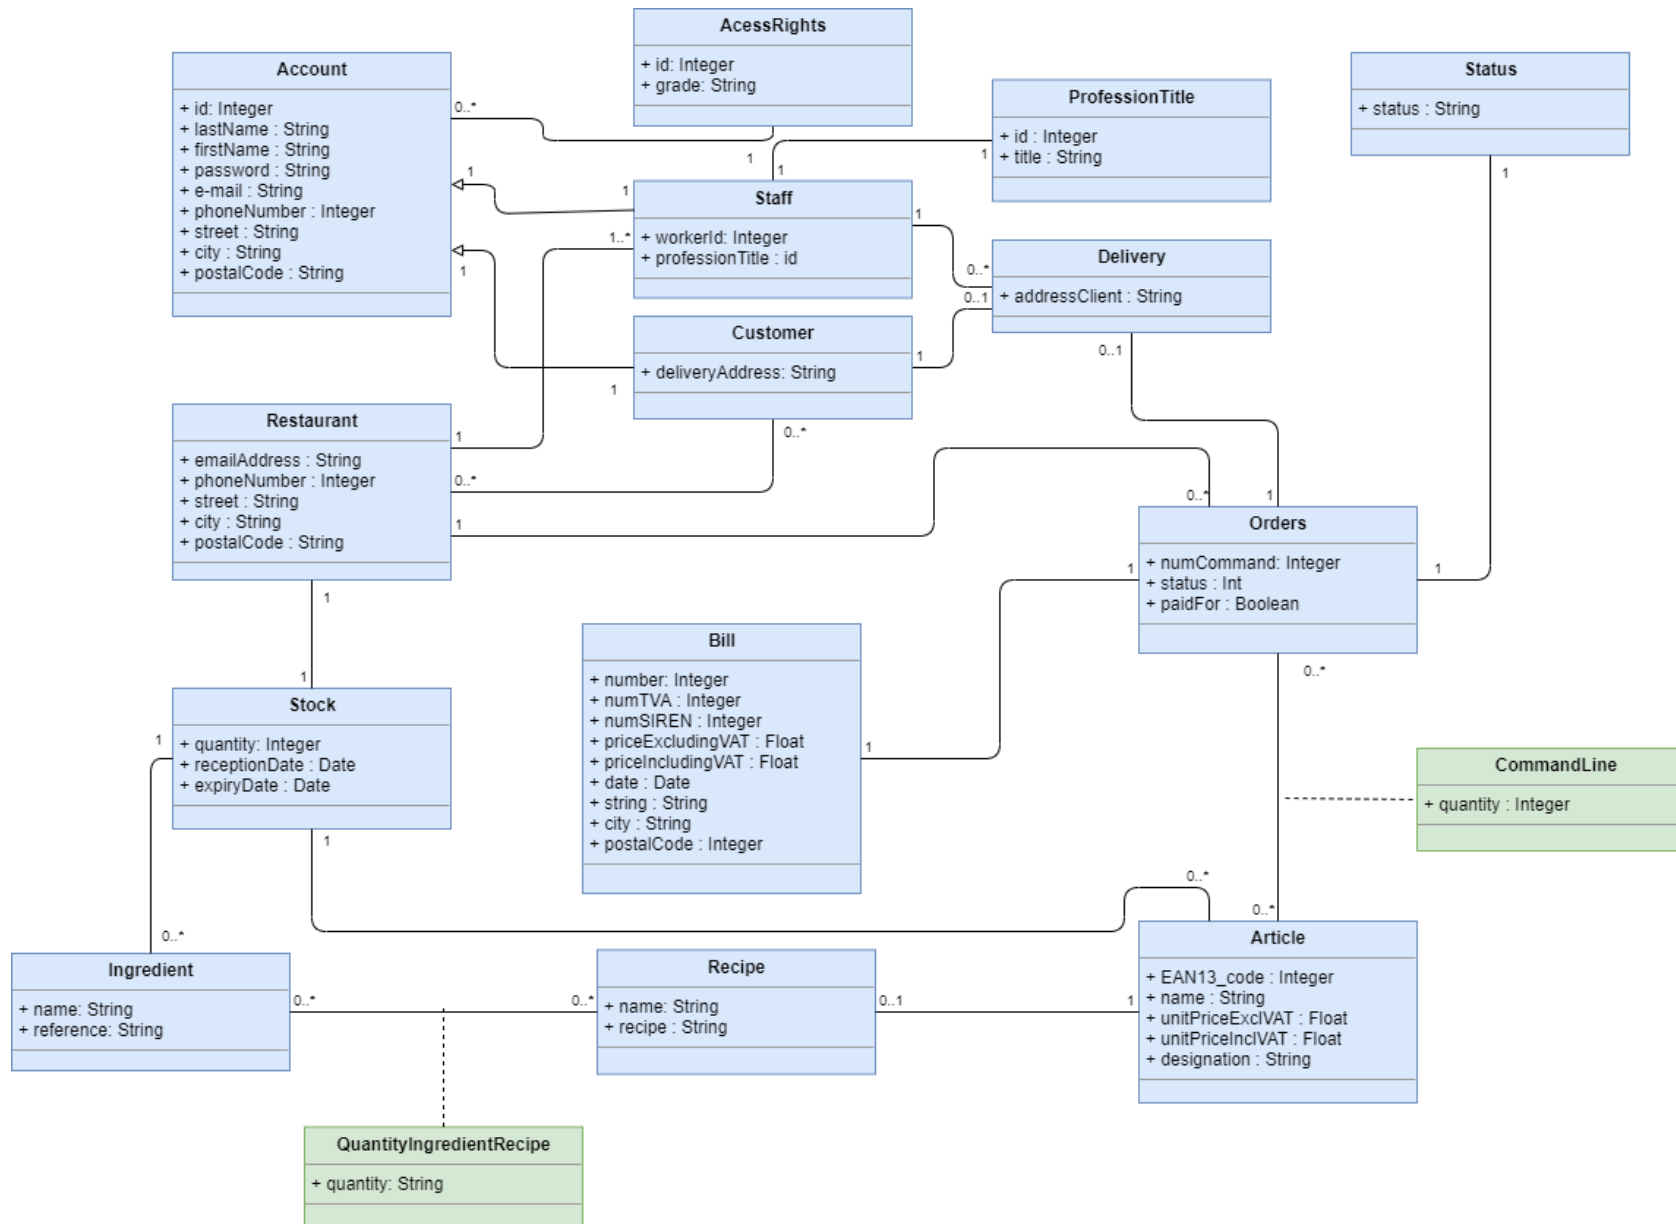 AcessRights
+ id: Integer
+ grade: String
Account
+ id: Integer
+ lastName : String
+ firstName : String
+ password : String
+ e-mail : String
+ phoneNumber : Integer
+ street : String
+ city : String
+ postalCode : String
0..*
1
1
1
ProfessionTitle
+ id : Integer
+ title : String
1
1
Status
+ status : String
1
Staff
+ workerId: Integer
+ professionTitle : id
1
1..*
1
0..*
0..1
Delivery
+ addressClient : String
0..1
Customer
+ deliveryAddress: String
1
1
0..*
Restaurant
+ emailAddress : String
+ phoneNumber : Integer
+ street : String
+ city : String
+ postalCode : String
1
0..*
1
1
0..*
1
Orders
+ numCommand: Integer
+ status : Int
+ paidFor : Boolean
1
1
0..*
Bill
+ number: Integer
+ numTVA : Integer
+ numSIREN : Integer
+ priceExcludingVAT : Float
+ priceIncludingVAT : Float
+ date : Date
+ string : String
+ city : String
+ postalCode : Integer
1
1
Stock
+ quantity: Integer
+ receptionDate : Date
+ expiryDate : Date
1
1
CommandLine
+ quantity : Integer
0..*
0..*
0..*
Ingredient
+ name: String
+ reference: String
0..*
0..*
Recipe
+ name: String
+ recipe : String
0..1
1
Article
+ EAN13_code : Integer
+ name : String
+ unitPriceExclVAT : Float
+ unitPriceInclVAT : Float
+ designation : String
QuantityIngredientRecipe
+ quantity: String